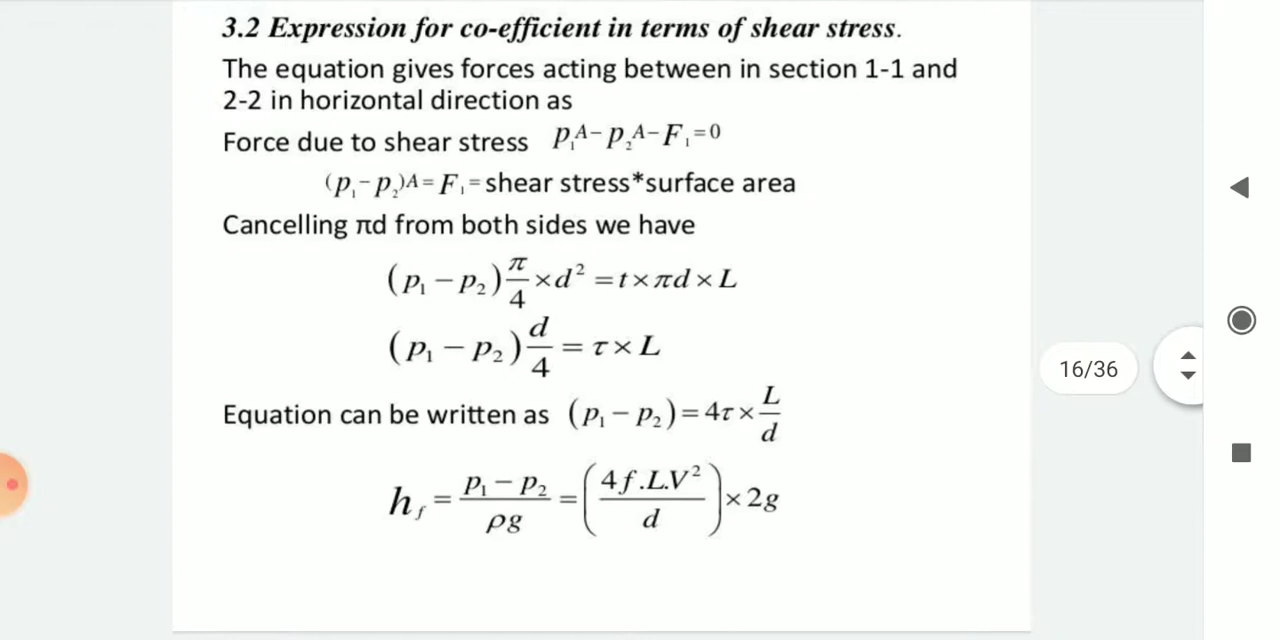 3.2 Expression for co-efficient in terms of shear stress.
The equation gives forces acting between in section 1-1 and
2-2 in horizontal direction as
Force due to shear stress p₁A−p₂A−F₁=0
(p₁−p₂)A=F₁=shear stress*surface area
Cancelling πd from both sides we have
(p₁ − p₂) π/4 ×d² =t×πd×L
(p₁ − p₂) d/4 = τ×L
Equation can be written as (p₁ − p₂)=4τ× L/d
h_f = (p₁ − p₂)/ρg = (4f.L.V²/d) ×2g
16/36